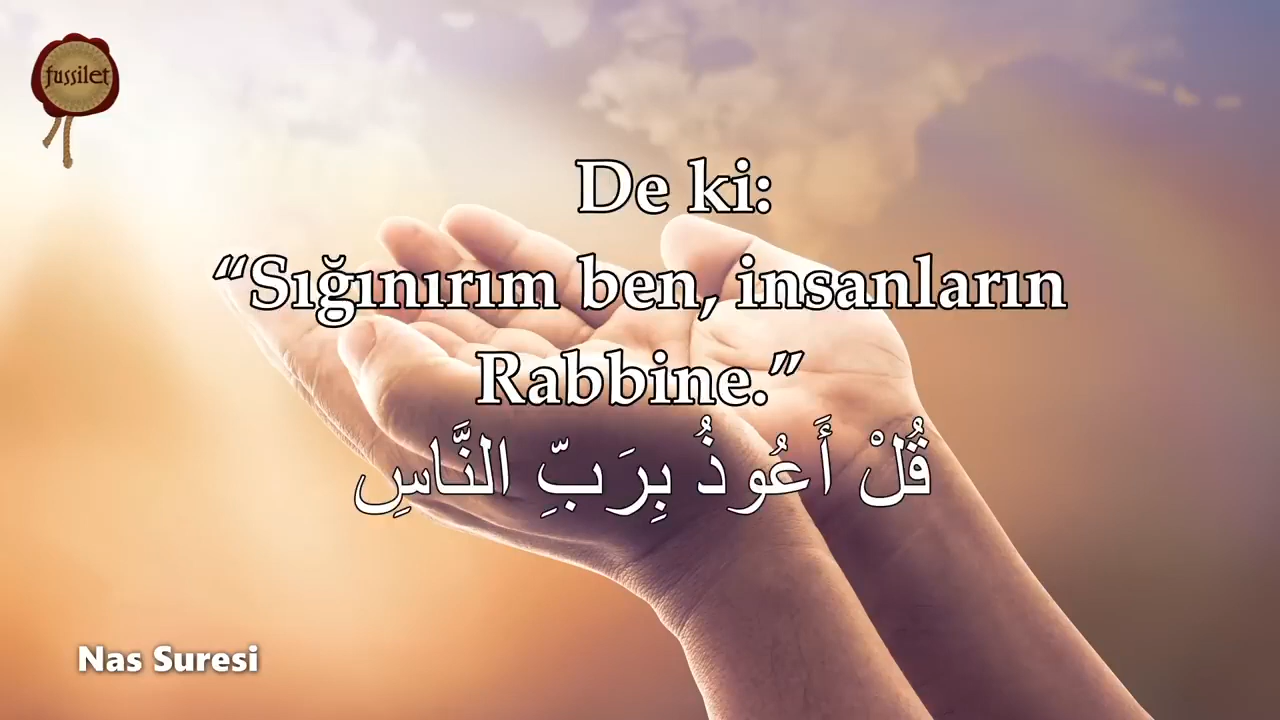 fussilet
De ki:
“Sığınırım ben, insanların
Rabbine.”
قُلْ أَعُوذُ بِرَبِّ النَّاسِ
Nas Suresi